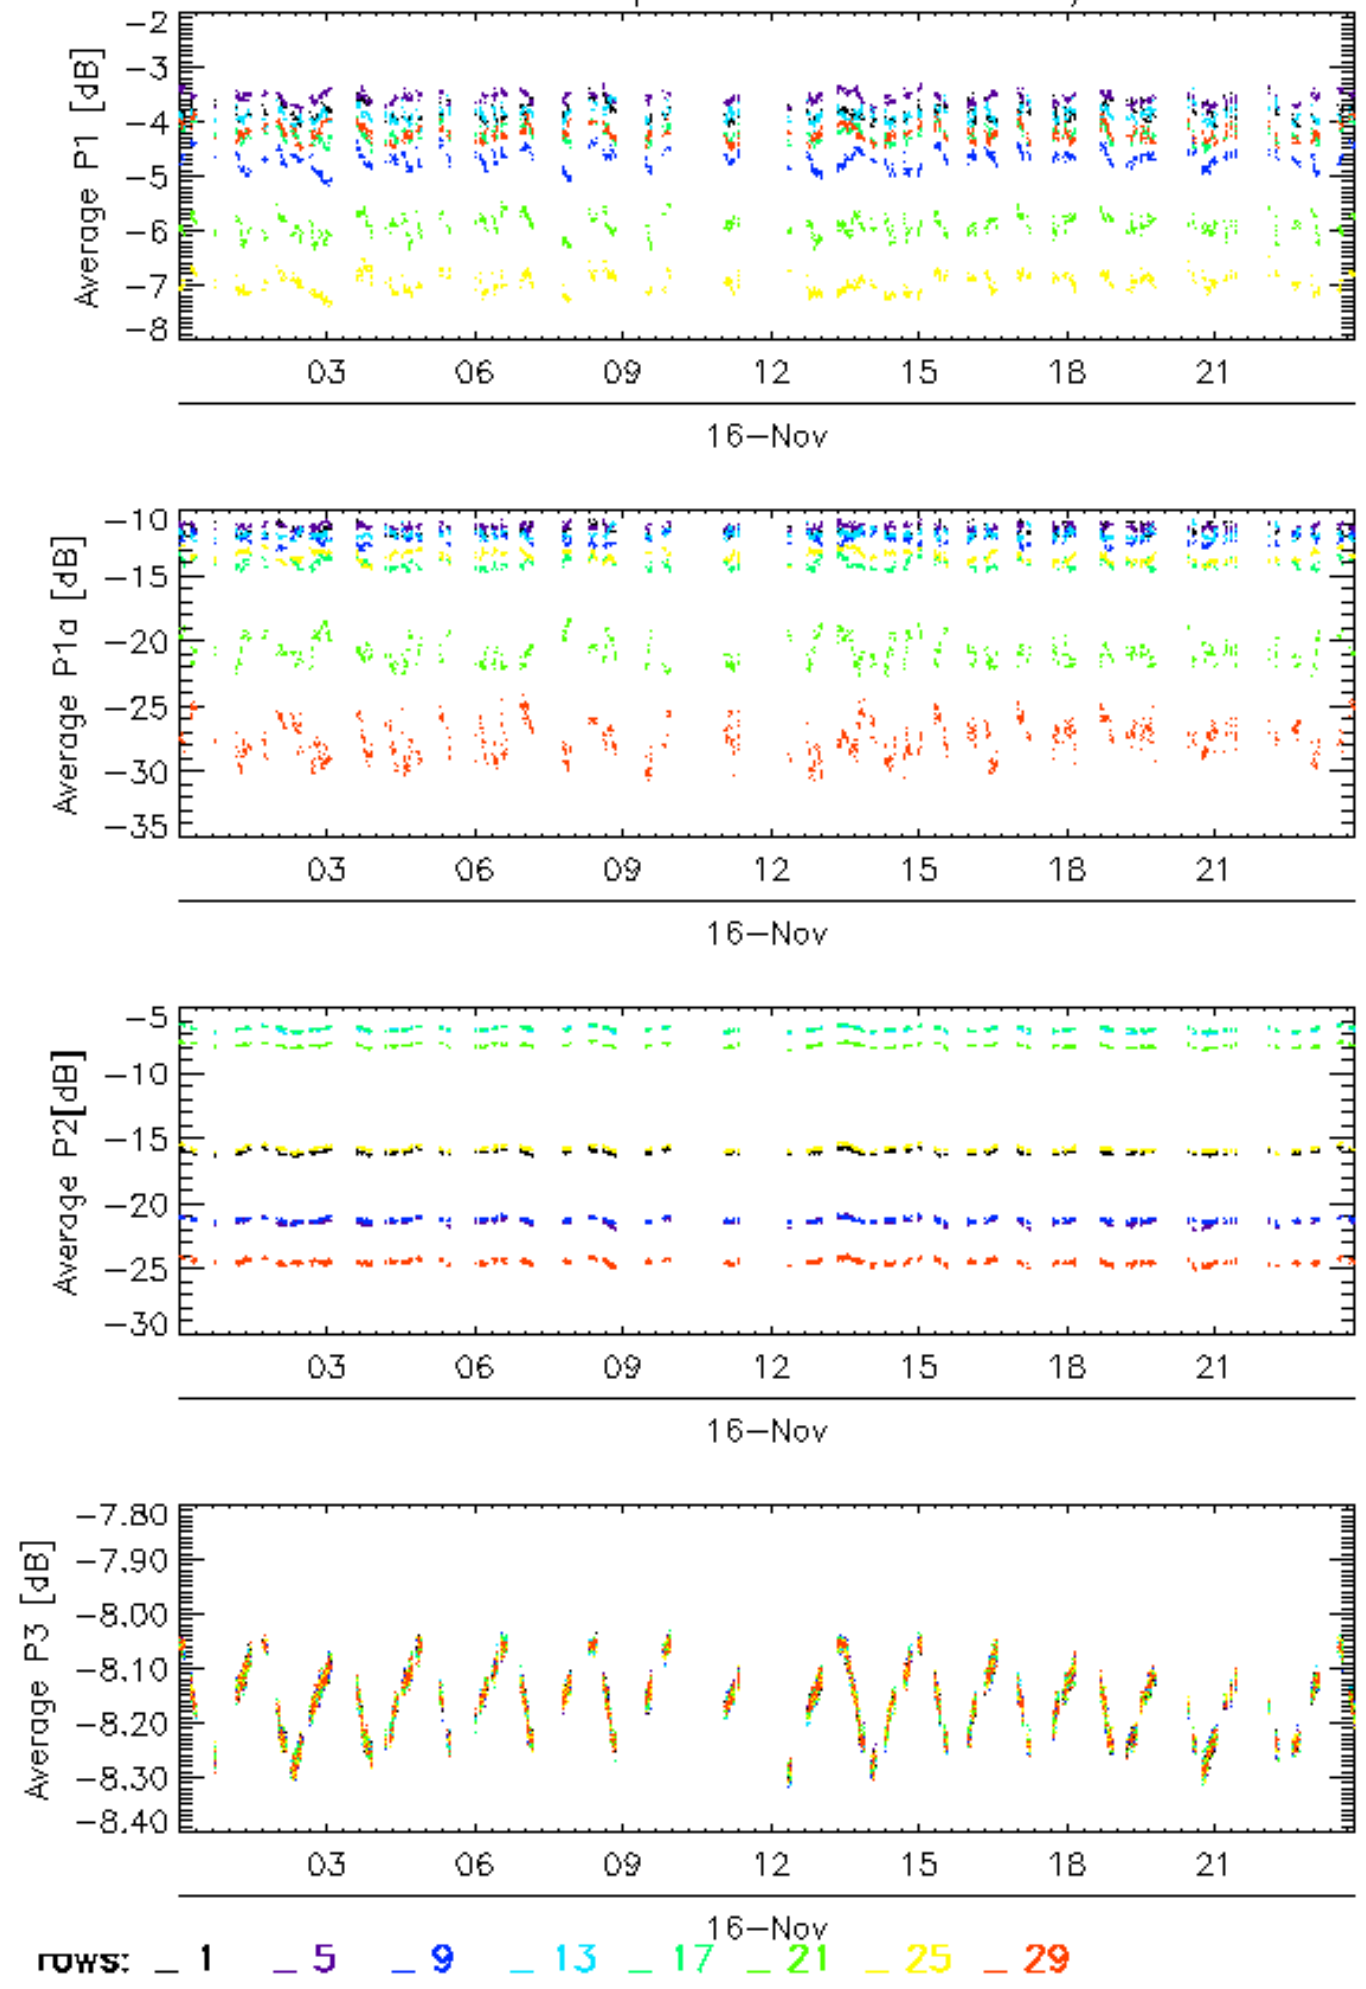 Average P1 [dB]
−2
−3
−4
−5
−6
−7
−8
03 06 09 12 15 18 21
16−Nov
Average P1a [dB]
−10
−15
−20
−25
−30
−35
03 06 09 12 15 18 21
16−Nov
Average P2[dB]
−5
−10
−15
−20
−25
−30
03 06 09 12 15 18 21
16−Nov
Average P3 [dB]
−7.80
−7.90
−8.00
−8.10
−8.20
−8.30
−8.40
03 06 09 12 15 18 21
16−Nov
rows: _ 1 _ 5 _ 9 _ 13 _ 17 _ 21 _ 25 _ 29